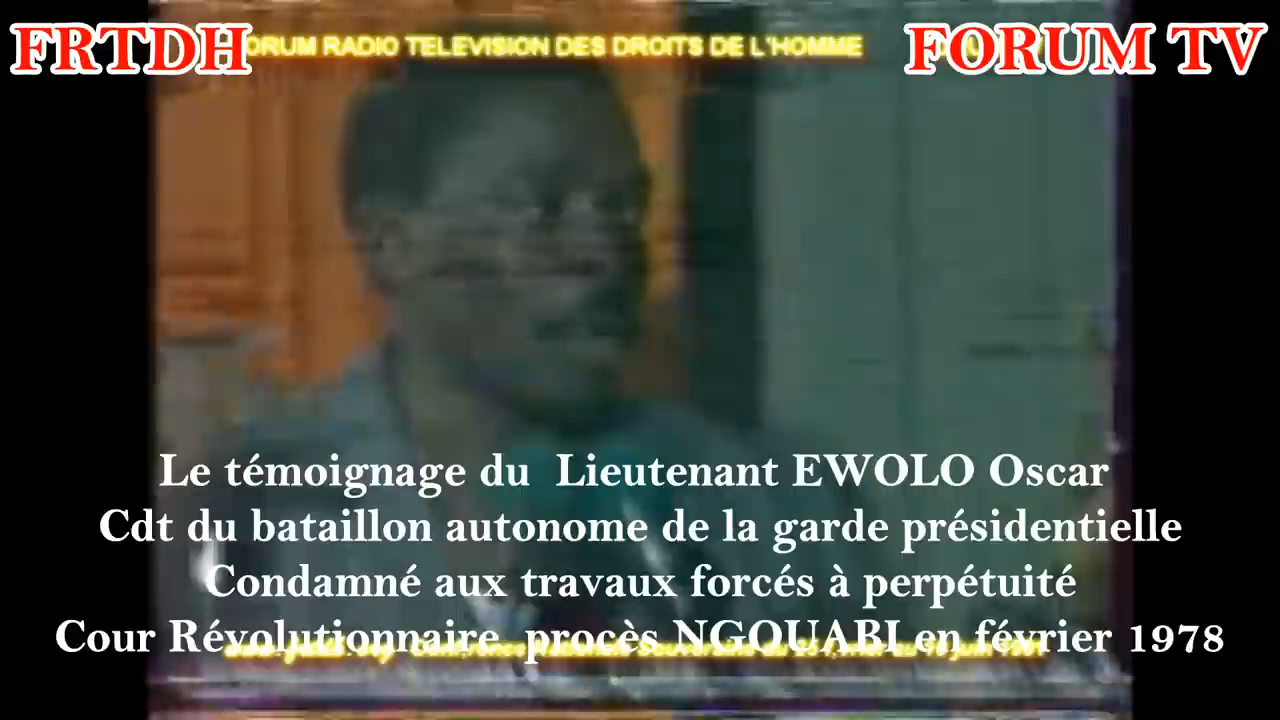 FRTDH
ORUM RADIO TELEVISION DES DROITS DE L'HOMME
FORUM TV
Le témoignage du Lieutenant EWOLO Oscar
Cdt du bataillon autonome de la garde présidentielle
Condamné aux travaux forcés à perpétuité
Cour Révolutionnaire procès NGOUABI en février 1978